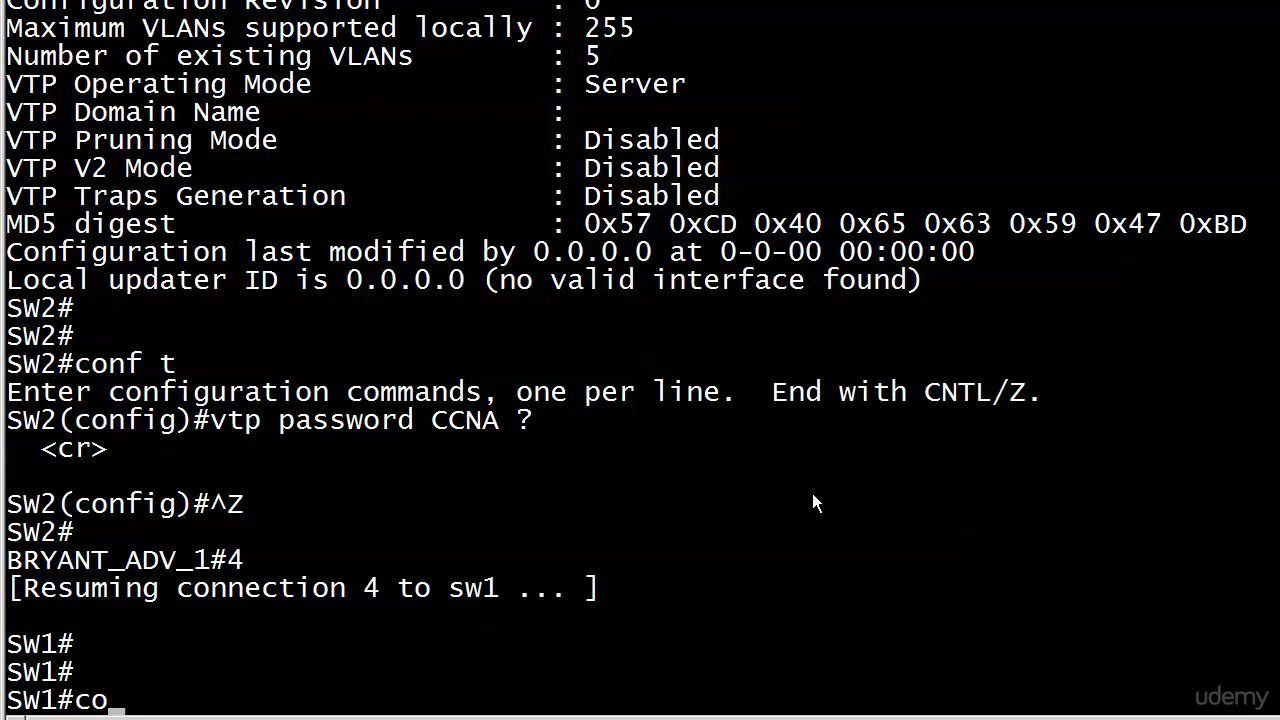 Configuration Revision : 0
Maximum VLANs supported locally : 255
Number of existing VLANs : 5
VTP Operating Mode : Server
VTP Domain Name :
VTP Pruning Mode : Disabled
VTP V2 Mode : Disabled
VTP Traps Generation : Disabled
MD5 digest : 0x57 0xCD 0x40 0x65 0x63 0x59 0x47 0xBD
Configuration last modified by 0.0.0.0 at 0-0-00 00:00:00
Local updater ID is 0.0.0.0 (no valid interface found)
SW2#
SW2#
SW2#conf t
Enter configuration commands, one per line.  End with CNTL/Z.
SW2(config)#vtp password CCNA ?
<cr>
SW2(config)#^Z
SW2#
BRYANT_ADV_1#4
[Resuming connection 4 to sw1 ... ]
SW1#
SW1#
SW1#co
udemy